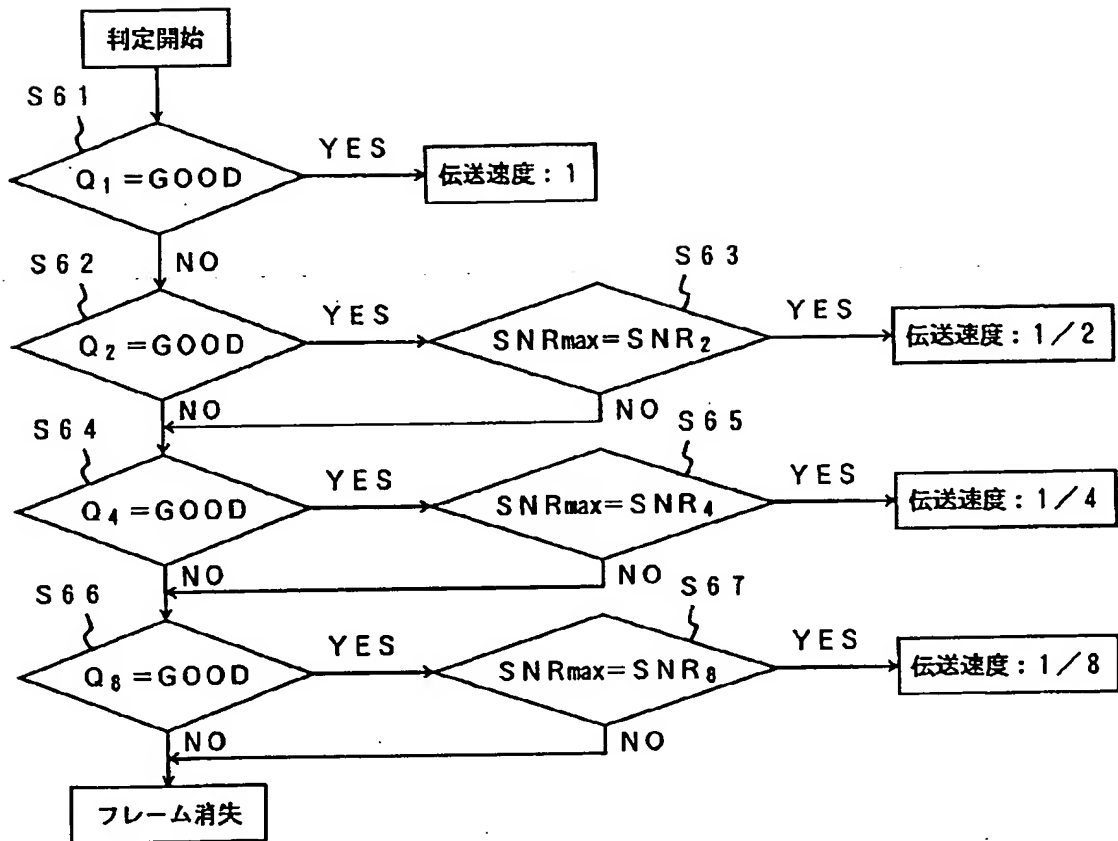 判定開始
S61
Q₁=GOOD
YES
伝送速度：1
NO
S62
Q₂=GOOD
YES
S63
SNRmax=SNR₂
YES
伝送速度：1／2
NO
NO
S64
Q₄=GOOD
YES
S65
SNRmax=SNR₄
YES
伝送速度：1／4
NO
NO
S66
Q₈=GOOD
YES
S67
SNRmax=SNR₈
YES
伝送速度：1／8
NO
NO
フレーム消失